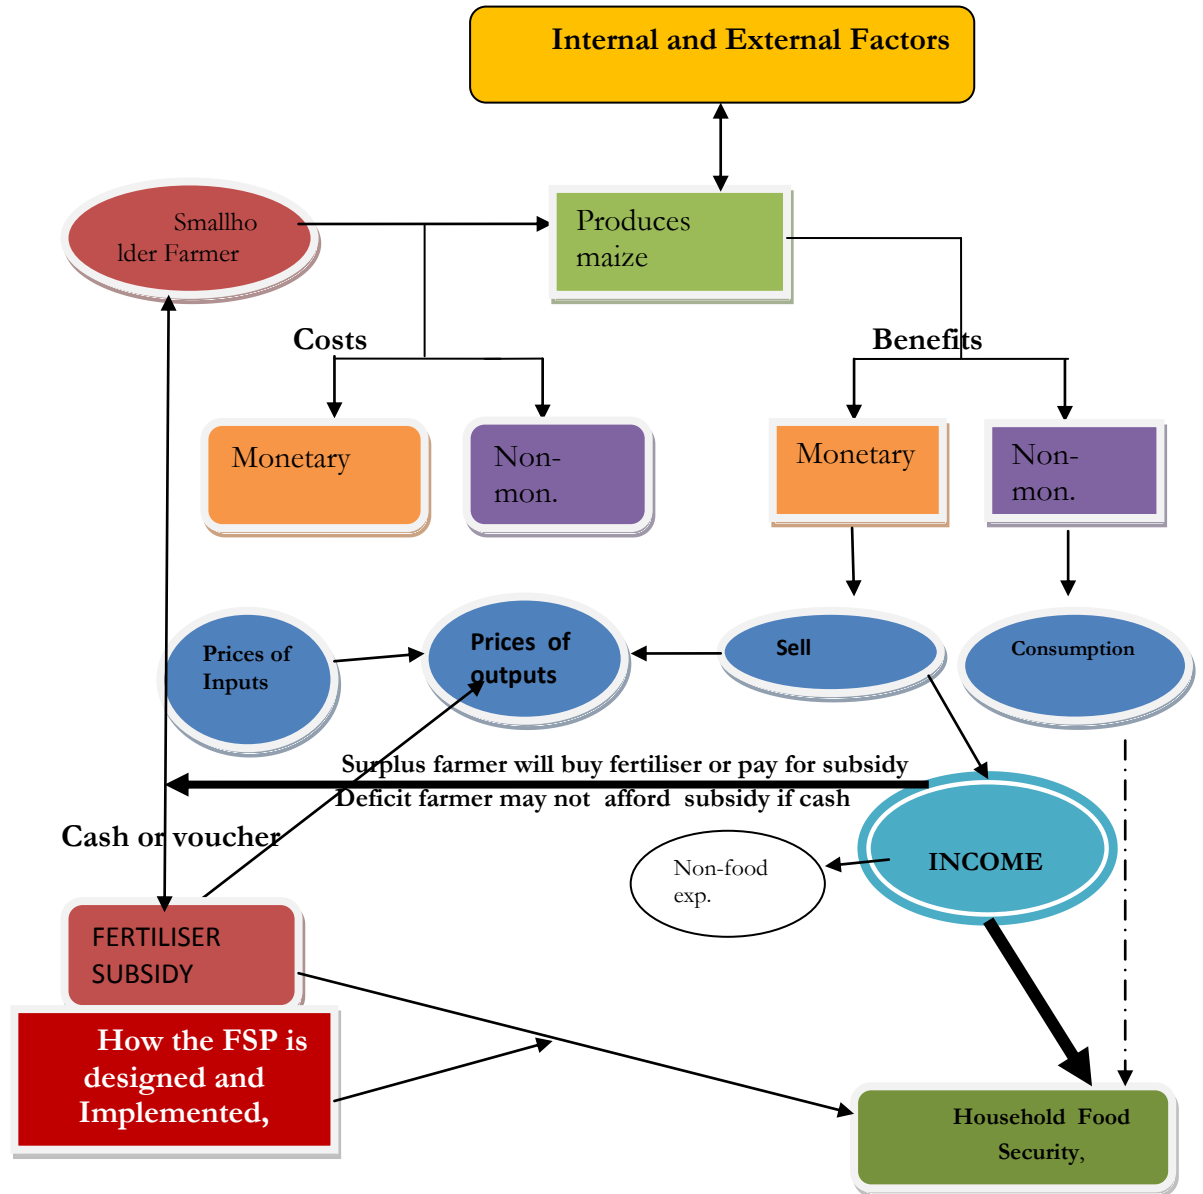 Internal and External Factors
Smallho
lder Farmer
Produces
maize
Costs
Benefits
Monetary
Non-
mon.
Monetary
Non-
mon.
Prices of
Inputs
Prices of
outputs
Sell
Consumption
Surplus farmer will buy fertiliser or pay for subsidy
Deficit farmer may not afford subsidy if cash
Cash or voucher
Non-food
exp.
INCOME
FERTILISER
SUBSIDY
How the FSP is
designed and
Implemented,
Household Food
Security,